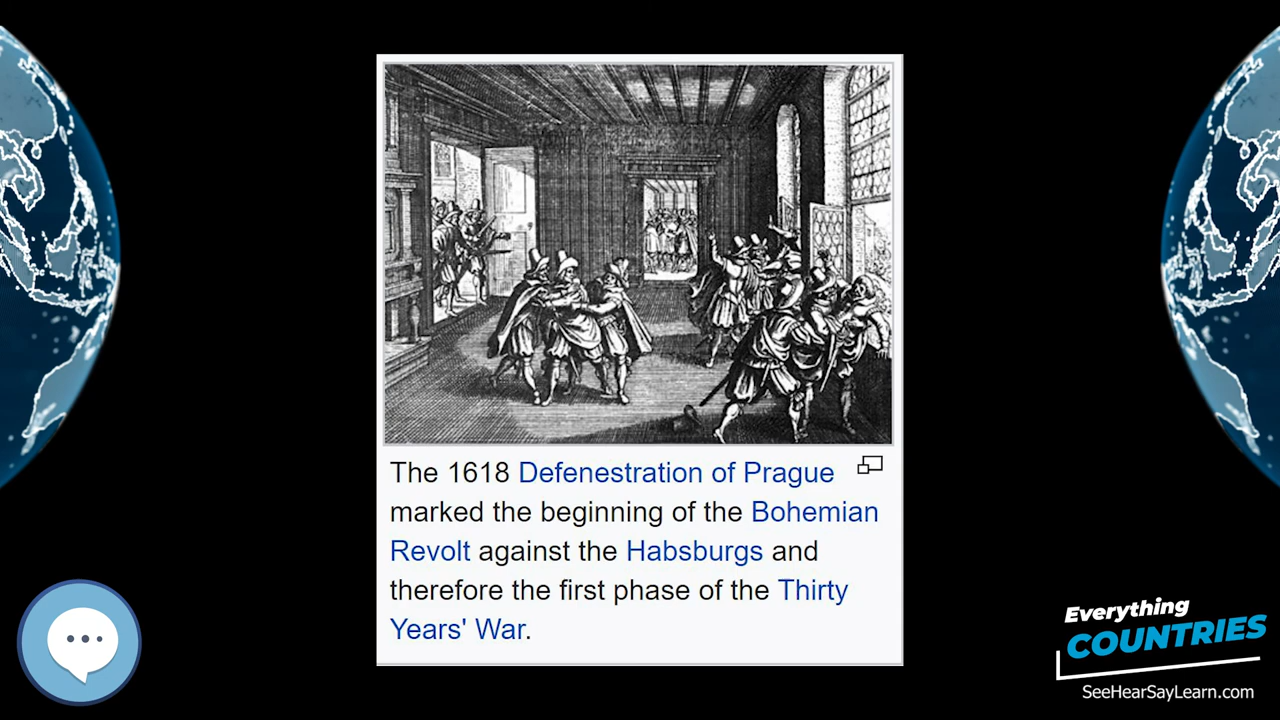 The 1618 Defenestration of Prague
marked the beginning of the Bohemian
Revolt against the Habsburgs and
therefore the first phase of the Thirty
Years' War.
Everything
COUNTRIES
SeeHearSayLearn.com